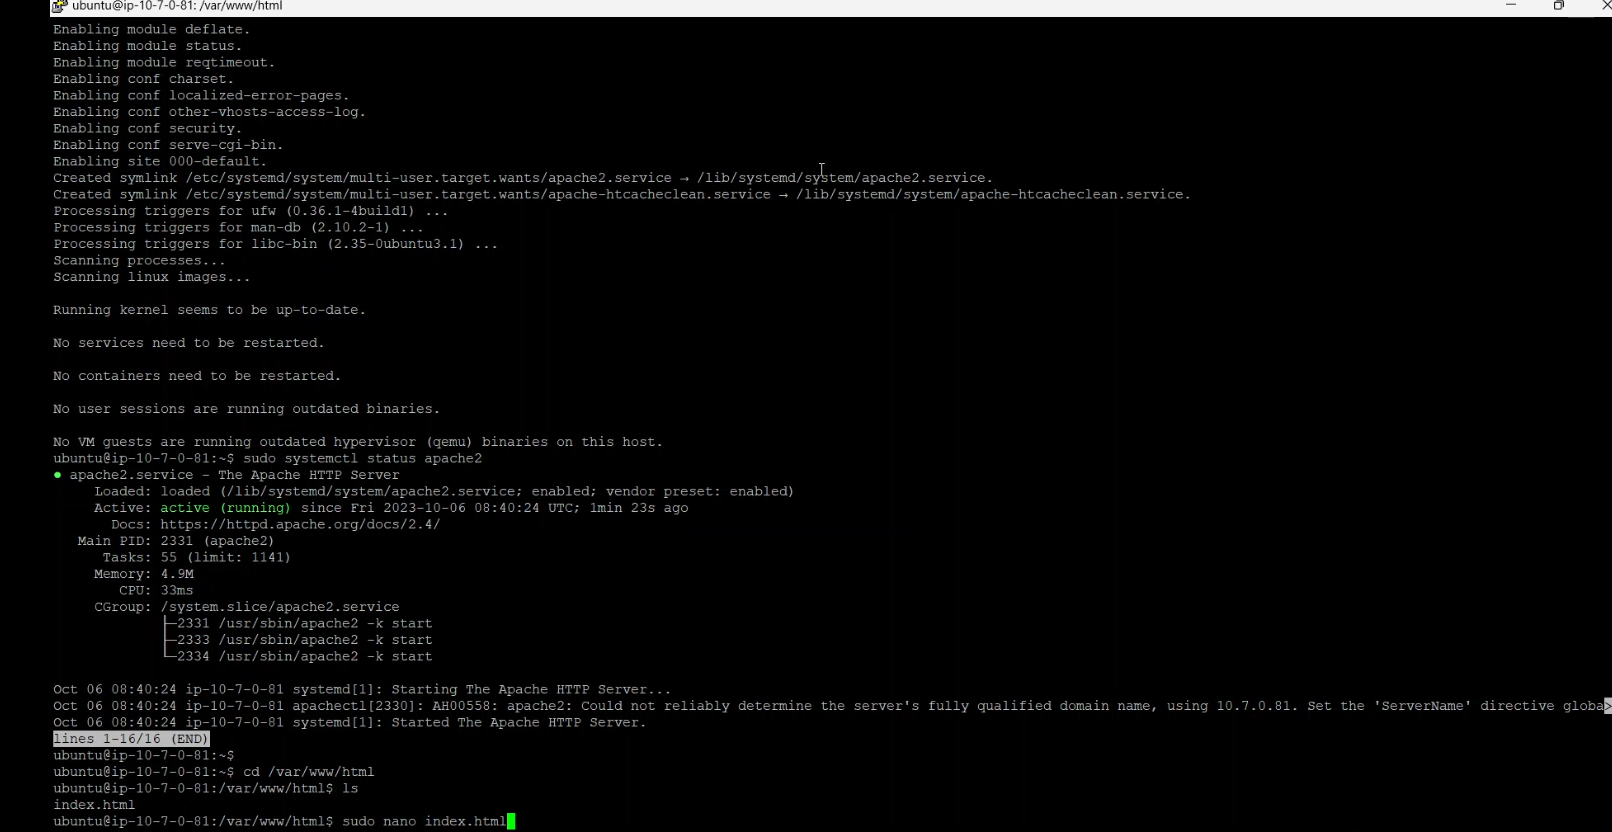 ubuntu@ip-10-7-0-81: /var/www/html
Enabling module deflate.
Enabling module status.
Enabling module reqtimeout.
Enabling conf charset.
Enabling conf localized-error-pages.
Enabling conf other-vhosts-access-log.
Enabling conf security.
Enabling conf serve-cgi-bin.
Enabling site 000-default.
Created symlink /etc/systemd/system/multi-user.target.wants/apache2.service → /lib/systemd/system/apache2.service.
Created symlink /etc/systemd/system/multi-user.target.wants/apache-htcacheclean.service → /lib/systemd/system/apache-htcacheclean.service.
Processing triggers for ufw (0.36.1-4build1) ...
Processing triggers for man-db (2.10.2-1) ...
Processing triggers for libc-bin (2.35-0ubuntu3.1) ...
Scanning processes...
Scanning linux images...
Running kernel seems to be up-to-date.
No services need to be restarted.
No containers need to be restarted.
No user sessions are running outdated binaries.
No VM guests are running outdated hypervisor (qemu) binaries on this host.
ubuntu@ip-10-7-0-81:~$ sudo systemctl status apache2
● apache2.service - The Apache HTTP Server
Loaded: loaded (/lib/systemd/system/apache2.service; enabled; vendor preset: enabled)
Active: active (running) since Fri 2023-10-06 08:40:24 UTC; 1min 23s ago
Docs: https://httpd.apache.org/docs/2.4/
Main PID: 2331 (apache2)
Tasks: 55 (limit: 1141)
Memory: 4.9M
CPU: 33ms
CGroup: /system.slice/apache2.service
├─2331 /usr/sbin/apache2 -k start
├─2333 /usr/sbin/apache2 -k start
└─2334 /usr/sbin/apache2 -k start
Oct 06 08:40:24 ip-10-7-0-81 systemd[1]: Starting The Apache HTTP Server...
Oct 06 08:40:24 ip-10-7-0-81 apachectl[2330]: AH00558: apache2: Could not reliably determine the server's fully qualified domain name, using 10.7.0.81. Set the 'ServerName' directive globa>
Oct 06 08:40:24 ip-10-7-0-81 systemd[1]: Started The Apache HTTP Server.
lines 1-16/16 (END)
ubuntu@ip-10-7-0-81:~$
ubuntu@ip-10-7-0-81:~$ cd /var/www/html
ubuntu@ip-10-7-0-81:/var/www/html$ ls
index.html
ubuntu@ip-10-7-0-81:/var/www/html$ sudo nano index.html